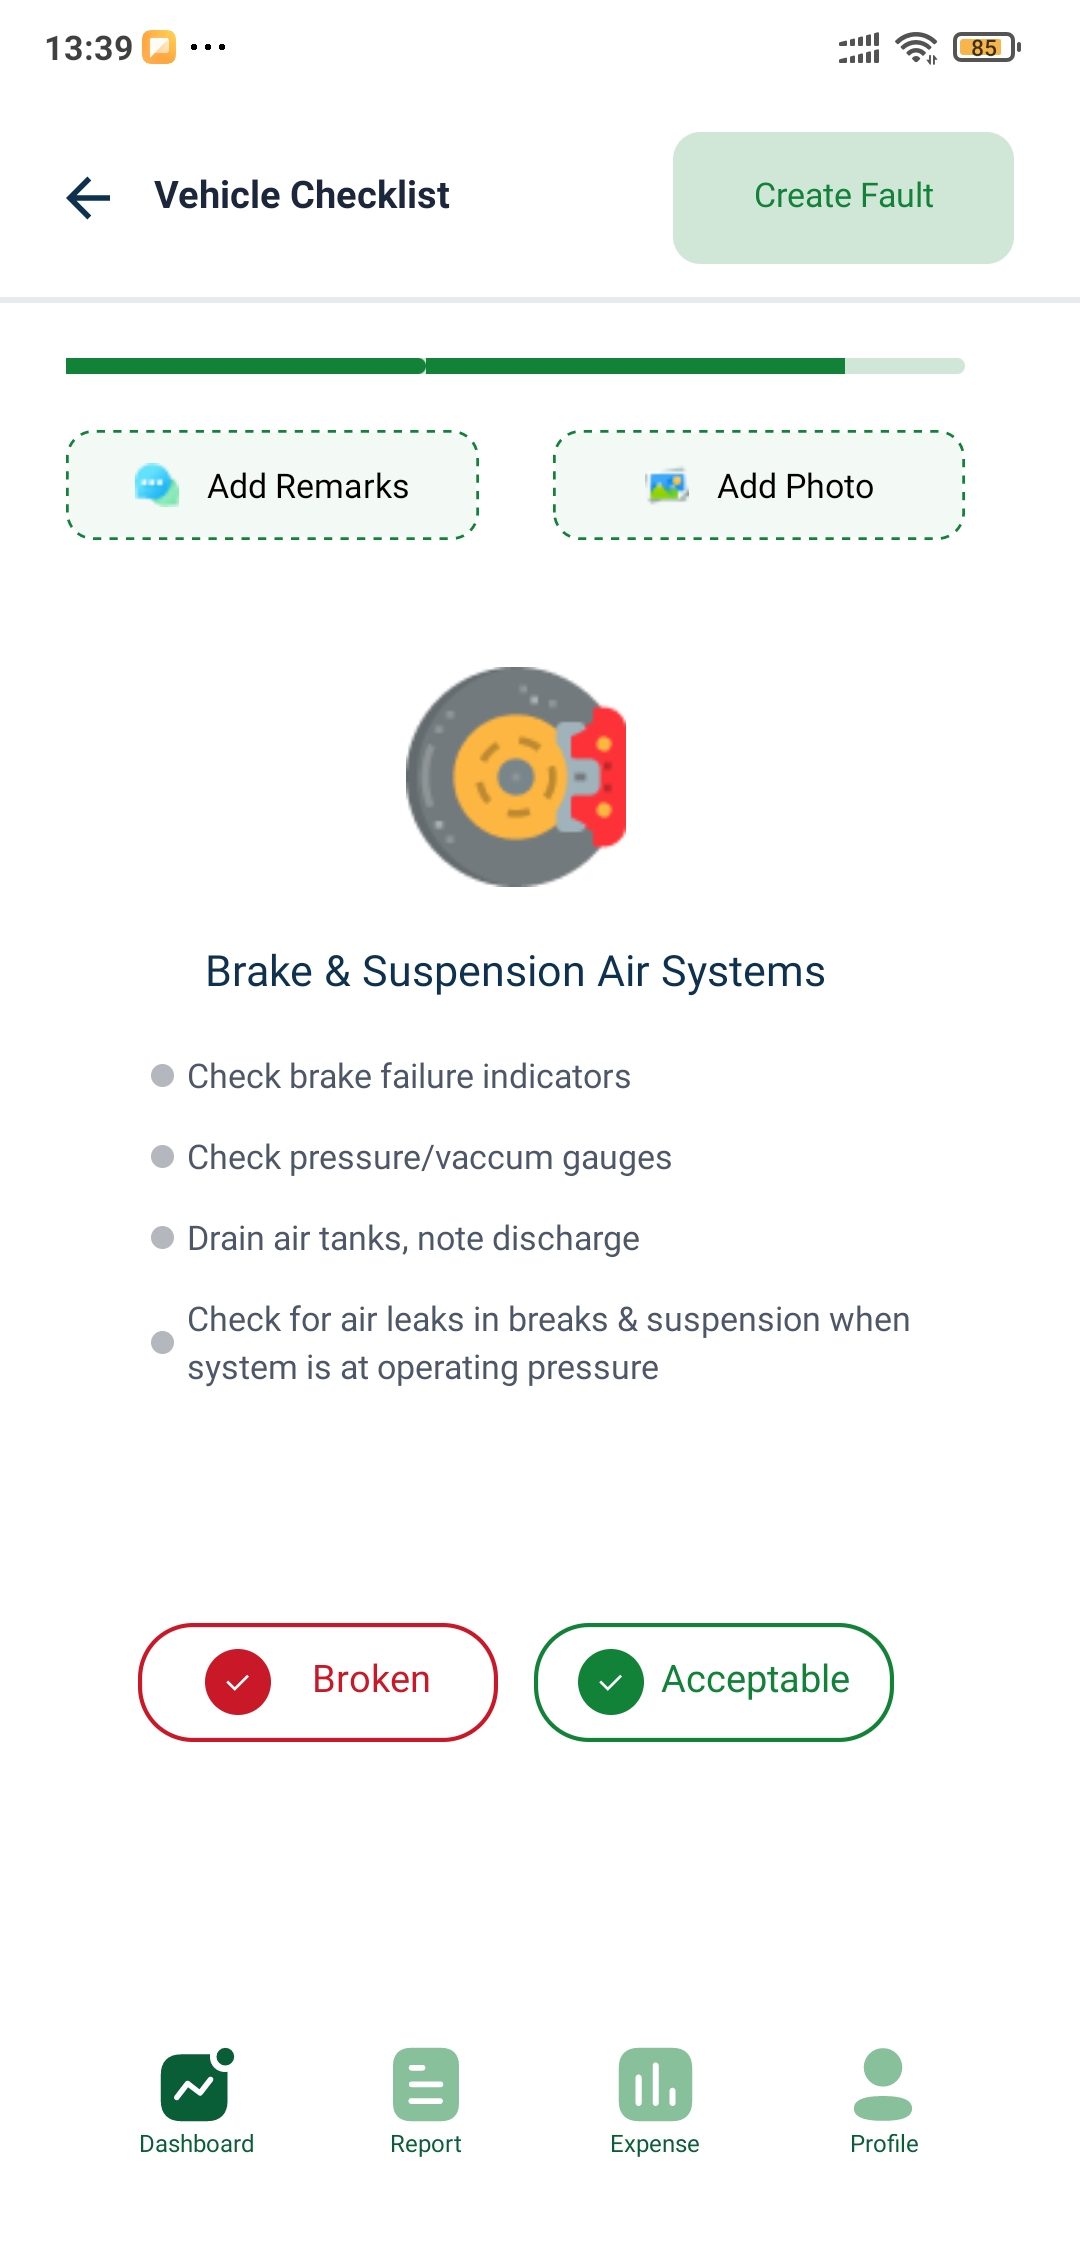 13:39
85
Vehicle Checklist
Create Fault
Add Remarks
Add Photo
Brake & Suspension Air Systems
Check brake failure indicators
Check pressure/vaccum gauges
Drain air tanks, note discharge
Check for air leaks in breaks & suspension when
system is at operating pressure
Broken
Acceptable
Dashboard
Report
Expense
Profile